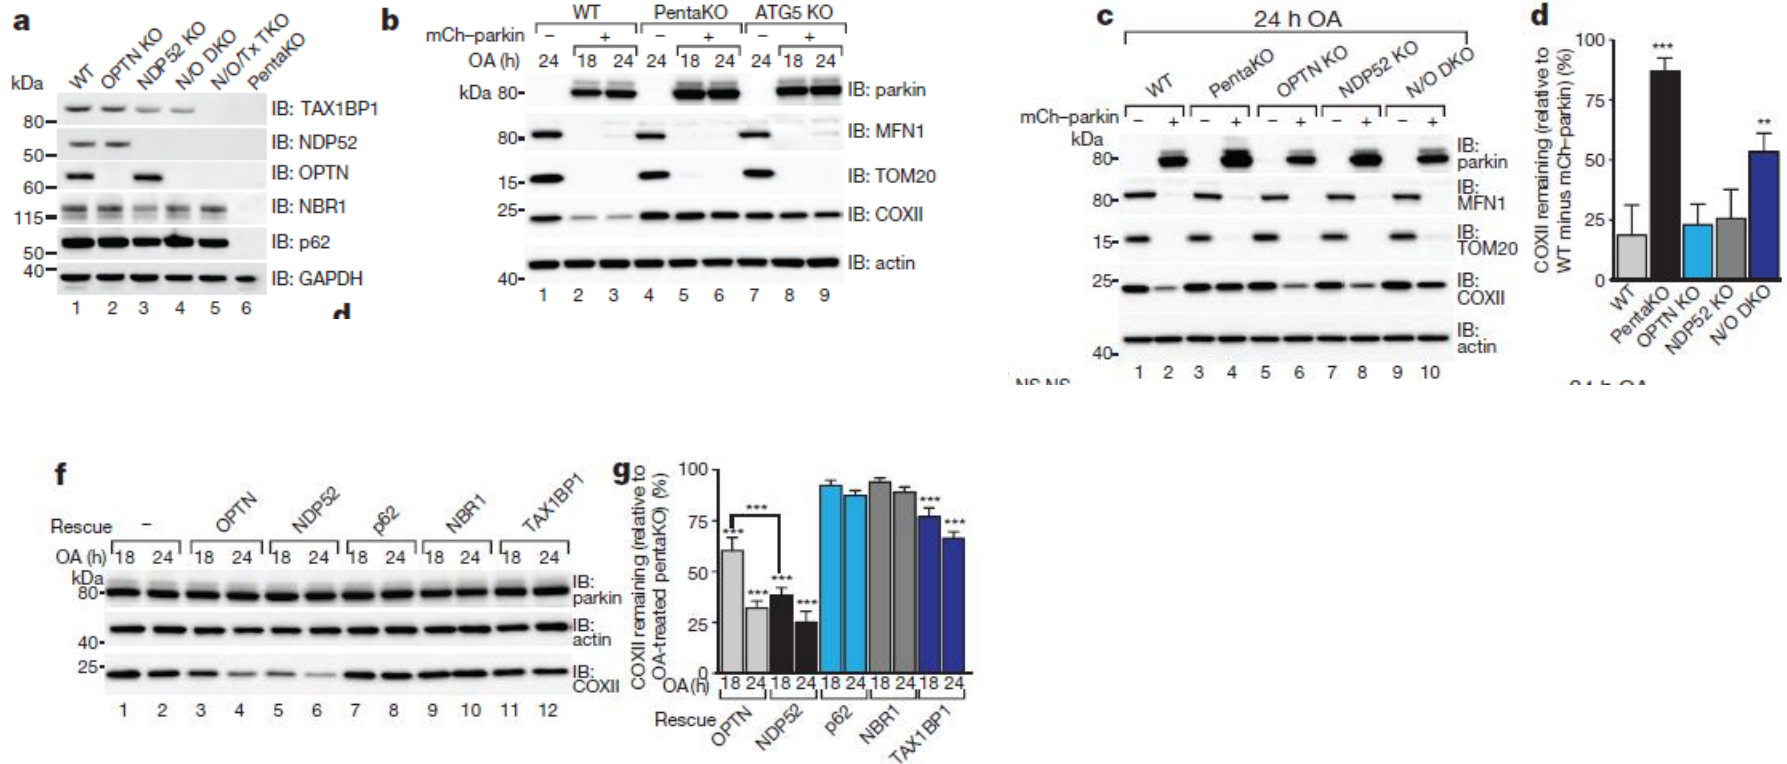 a
kDa
WT
OPTN KO
NDP52 KO
N/O DKO
N/O/Tx TKO
PentaKO
80
IB: TAX1BP1
50
IB: NDP52
60
IB: OPTN
115
IB: NBR1
50
IB: p62
40
IB: GAPDH
1 2 3 4 5 6
d
b
WT PentaKO ATG5 KO
mCh–parkin – + – + – +
OA (h) 24 18 24 24 18 24 24 18 24
kDa 80
IB: parkin
80
IB: MFN1
15
IB: TOM20
25
IB: COXII
40
IB: actin
1 2 3 4 5 6 7 8 9
c
24 h OA
WT
PentaKO
OPTN KO
NDP52 KO
N/O DKO
mCh–parkin – + – + – + – + – +
kDa
80
IB:
parkin
80
IB:
MFN1
15
IB:
TOM20
25
IB:
COXII
40
IB:
actin
1 2 3 4 5 6 7 8 9 10
NS NS
d
COXII remaining (relative to
WT minus mCh–parkin) (%)
100
75
50
25
0
***
**
WT
PentaKO
OPTN KO
NDP52 KO
N/O DKO
24 h OA
f
Rescue – OPTN NDP52 p62 NBR1 TAX1BP1
OA (h) 18 24 18 24 18 24 18 24 18 24 18 24
kDa
80
IB:
parkin
40
IB:
actin
25
IB:
COXII
1 2 3 4 5 6 7 8 9 10 11 12
g
COXII remaining (relative to
OA-treated pentaKO) (%)
100
75
50
25
0
***
***
***
***
***
***
***
OA (h) 18 24 18 24 18 24 18 24 18 24
Rescue
OPTN
NDP52
p62
NBR1
TAX1BP1